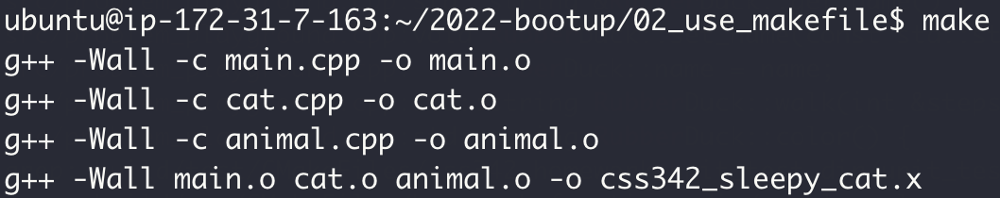 ubuntu@ip-172-31-7-163:~/2022-bootup/02_use_makefile$ make
g++ -Wall -c main.cpp -o main.o
g++ -Wall -c cat.cpp -o cat.o
g++ -Wall -c animal.cpp -o animal.o
g++ -Wall main.o cat.o animal.o -o css342_sleepy_cat.x